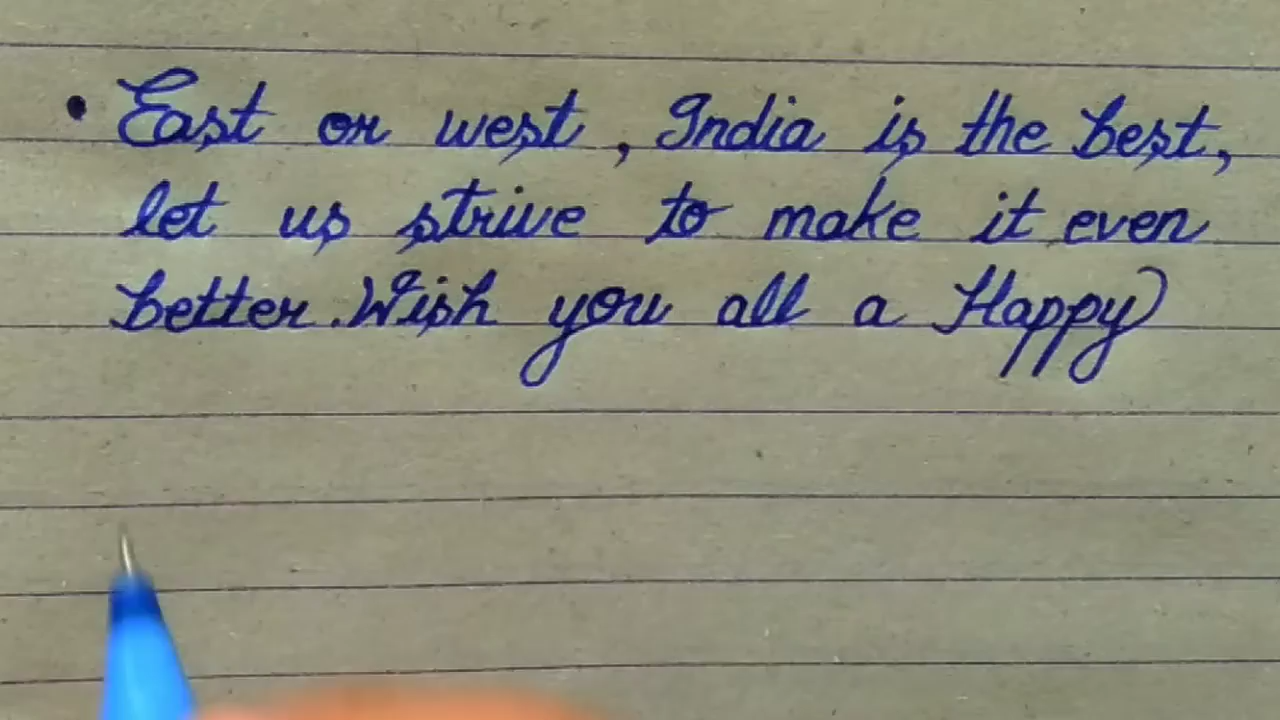 • East or west, India is the best,
let us strive to make it even
better. Wish you all a Happy